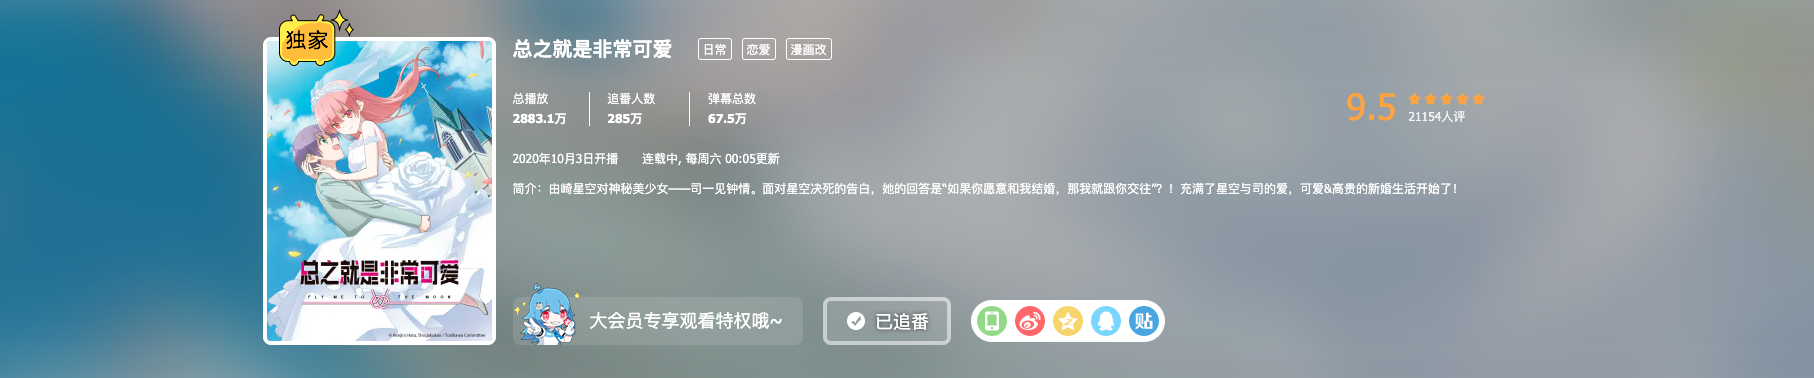 独家
总之就是非常可爱
FLY ME TO THE MOON
© Kenjiro Hata, Shogakukan / Tonikawa Committee
总之就是非常可爱 日常 恋爱 漫画改
总播放 追番人数 弹幕总数
2883.1万 285万 67.5万
9.5
21154人评
2020年10月3日开播 连载中, 每周六 00:05更新
简介：由崎星空对神秘美少女——司一见钟情。面对星空决死的告白，她的回答是“如果你愿意和我结婚，那我就跟你交往”？！充满了星空与司的爱，可爱&高贵的新婚生活开始了！
大会员专享观看特权哦~ 已追番 贴